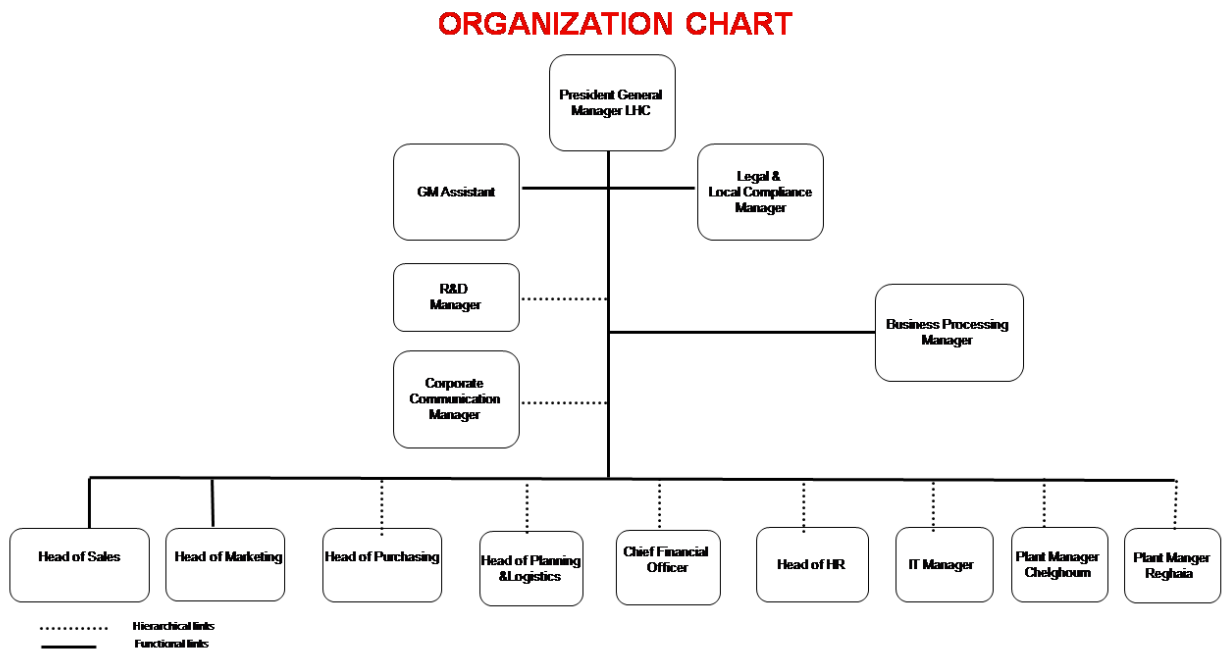 ORGANIZATION CHART
President General
Manager LHC
GM Assistant
Legal &
Local Compliance
Manager
R&D
Manager
Business Processing
Manager
Corporate
Communication
Manager
Head of Sales
Head of Marketing
Head of Purchasing
Head of Planning
&Logistics
Chief Financial
Officer
Head of HR
IT Manager
Plant Manager
Chelghoum
Plant Manger
Reghaia
Hierarchical links
Functional links